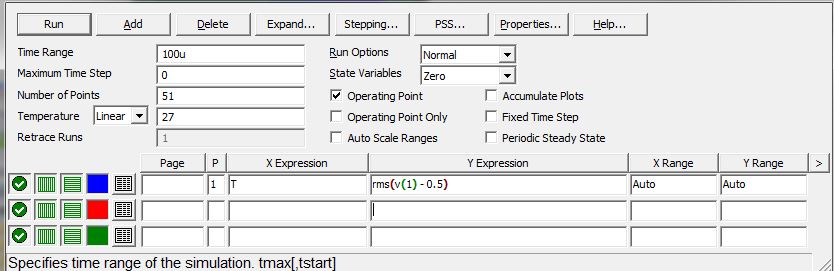 Run Add Delete Expand... Stepping... PSS... Properties... Help...
Time Range 100u Run Options Normal
Maximum Time Step 0 State Variables Zero
Number of Points 51 Operating Point Accumulate Plots
Temperature Linear 27 Operating Point Only Fixed Time Step
Retrace Runs 1 Auto Scale Ranges Periodic Steady State
Page P X Expression Y Expression X Range Y Range >
1 T rms(v(1) - 0.5) Auto Auto
Specifies time range of the simulation. tmax[,tstart]